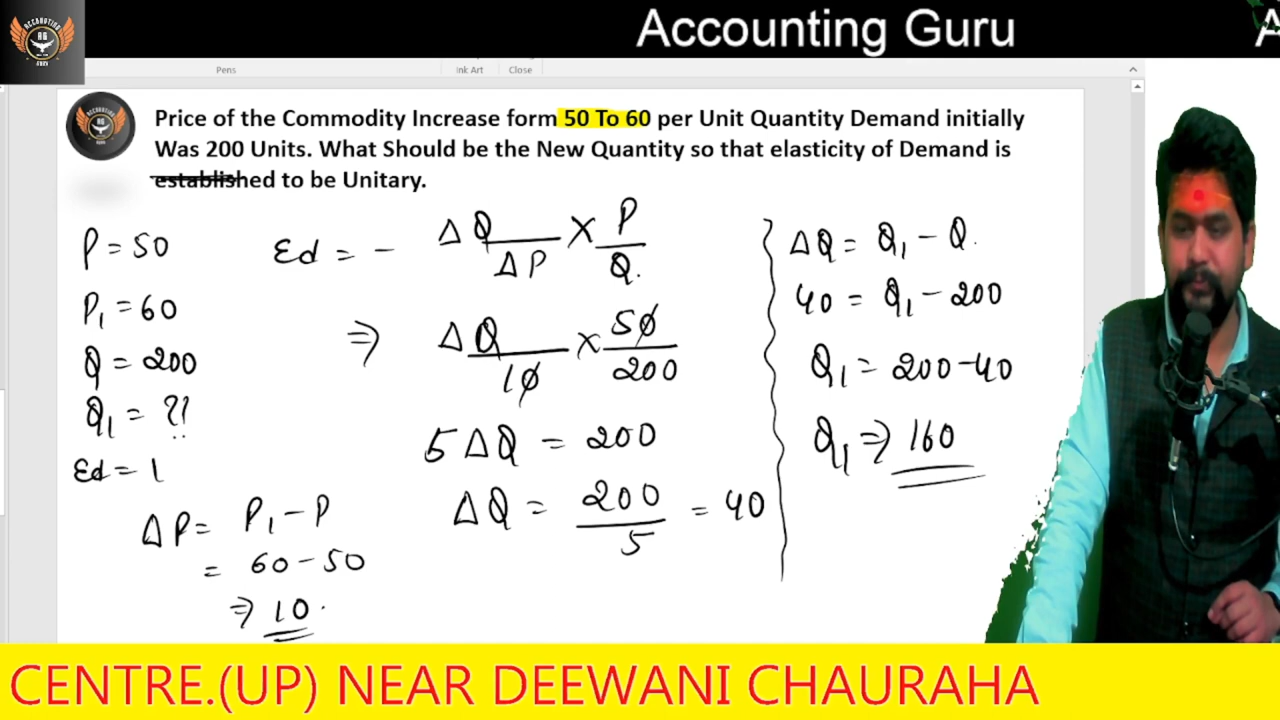 Accounting Guru
A
ACCOUNTING
AG
GURU
Pens
Ink Art
Close
Price of the Commodity Increase form 50 To 60 per Unit Quantity Demand initially
Was 200 Units. What Should be the New Quantity so that elasticity of Demand is
established to be Unitary.
P = 50
P₁ = 60
Q = 200
Q₁ = ??
Ed = 1
ΔP = P₁ - P
= 60 - 50
⇒ 10.
Ed = - ΔQ/ΔP × P/Q.
⇒ ΔQ/10 × 50/200
5ΔQ = 200
ΔQ = 200/5 = 40
ΔQ = Q₁ - Q.
40 = Q₁ - 200
Q₁ = 200-40
Q₁ ⇒ 160
CENTRE.(UP) NEAR DEEWANI CHAURAHA